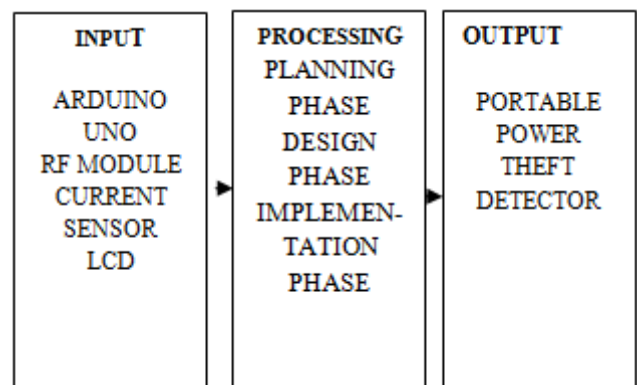 INPUT
ARDUINO
UNO
RF MODULE
CURRENT
SENSOR
LCD
PROCESSING
PLANNING
PHASE
DESIGN
PHASE
IMPLEMEN-
TATION
PHASE
OUTPUT
PORTABLE
POWER
THEFT
DETECTOR